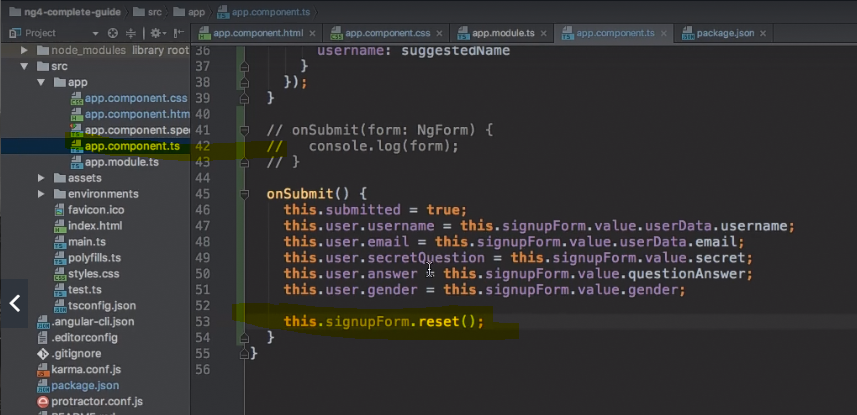 ng4-complete-guide src app app.component.ts
Project app.component.html app.component.css app.module.ts app.component.ts package.json
node_modules library root
src
app
app.component.css
app.component.htm
app.component.spe
app.component.ts
app.module.ts
assets
environments
favicon.ico
index.html
main.ts
polyfills.ts
styles.css
test.ts
tsconfig.json
.angular-cli.json
.editorconfig
.gitignore
karma.conf.js
package.json
protractor.conf.js
README.md
36 username: suggestedName
37 }
38 });
39 }
40
41 // onSubmit(form: NgForm) {
42 // console.log(form);
43 // }
44
45 onSubmit() {
46 this.submitted = true;
47 this.user.username = this.signupForm.value.userData.username;
48 this.user.email = this.signupForm.value.userData.email;
49 this.user.secretQuestion = this.signupForm.value.secret;
50 this.user.answer = this.signupForm.value.questionAnswer;
51 this.user.gender = this.signupForm.value.gender;
52
53 this.signupForm.reset();
54 }
55 }
56